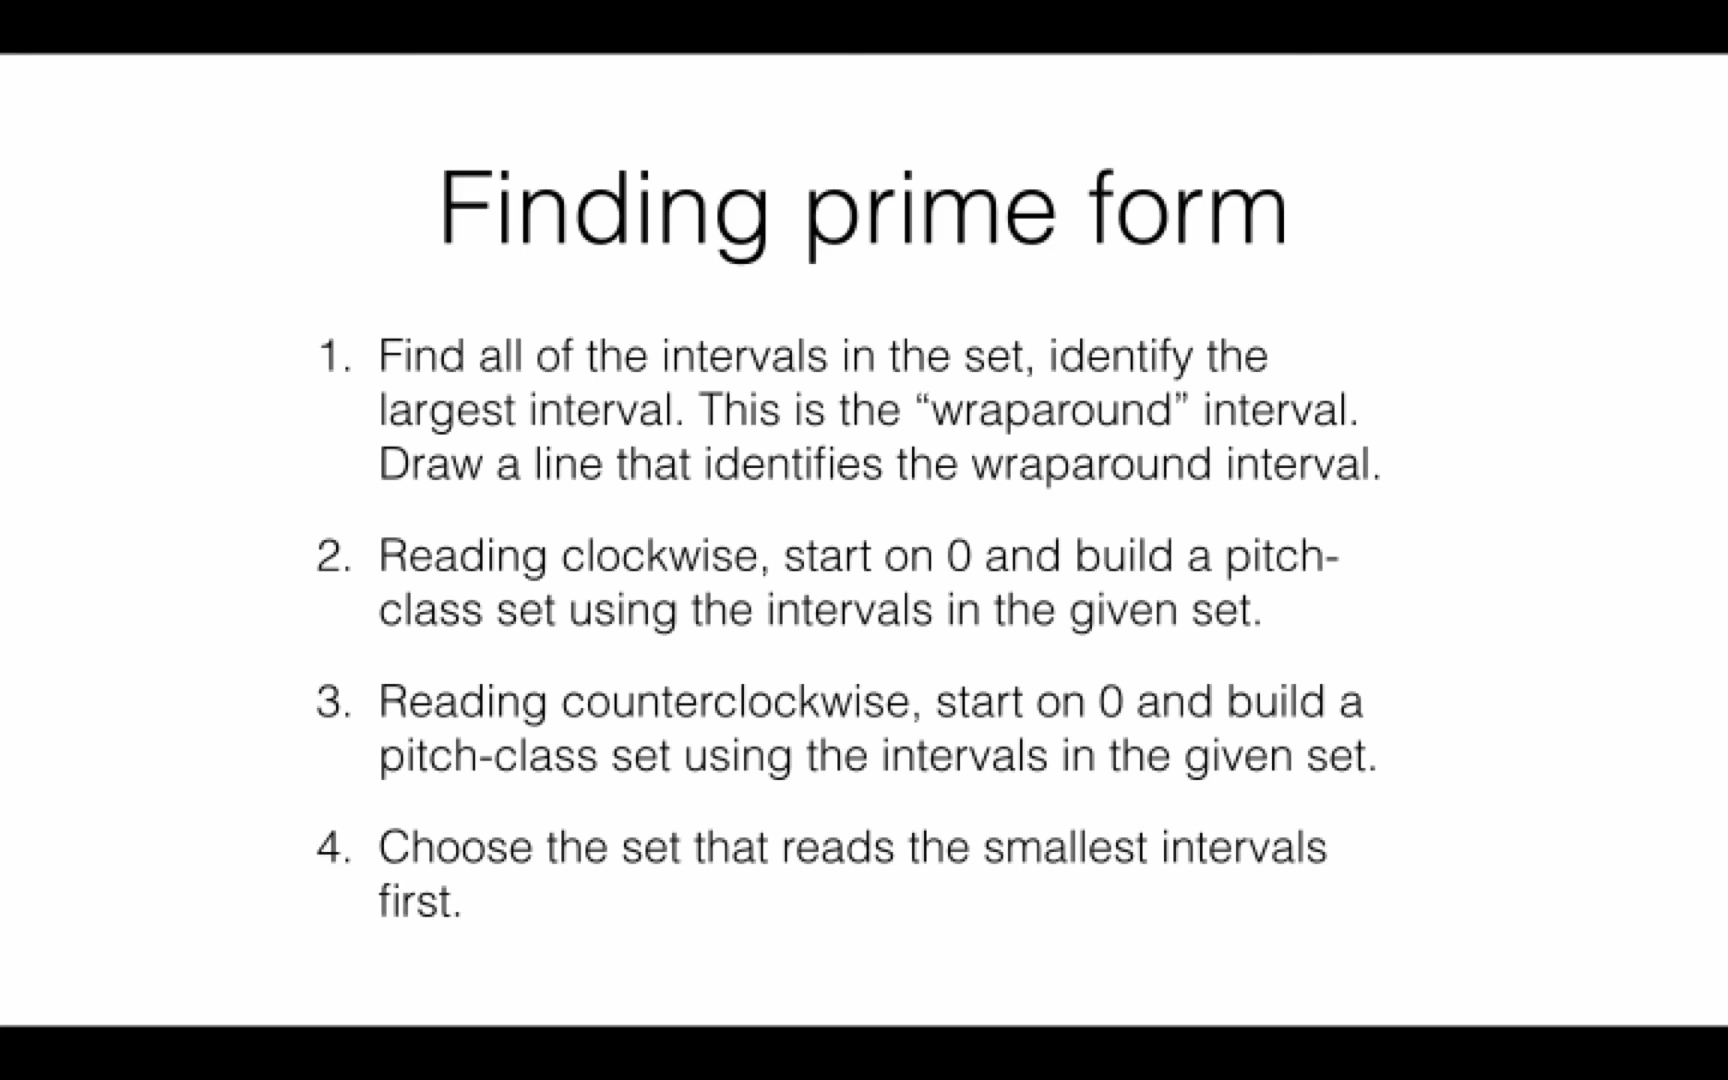 Finding prime form
1. Find all of the intervals in the set, identify the
largest interval. This is the “wraparound” interval.
Draw a line that identifies the wraparound interval.
2. Reading clockwise, start on 0 and build a pitch-
class set using the intervals in the given set.
3. Reading counterclockwise, start on 0 and build a
pitch-class set using the intervals in the given set.
4. Choose the set that reads the smallest intervals
first.